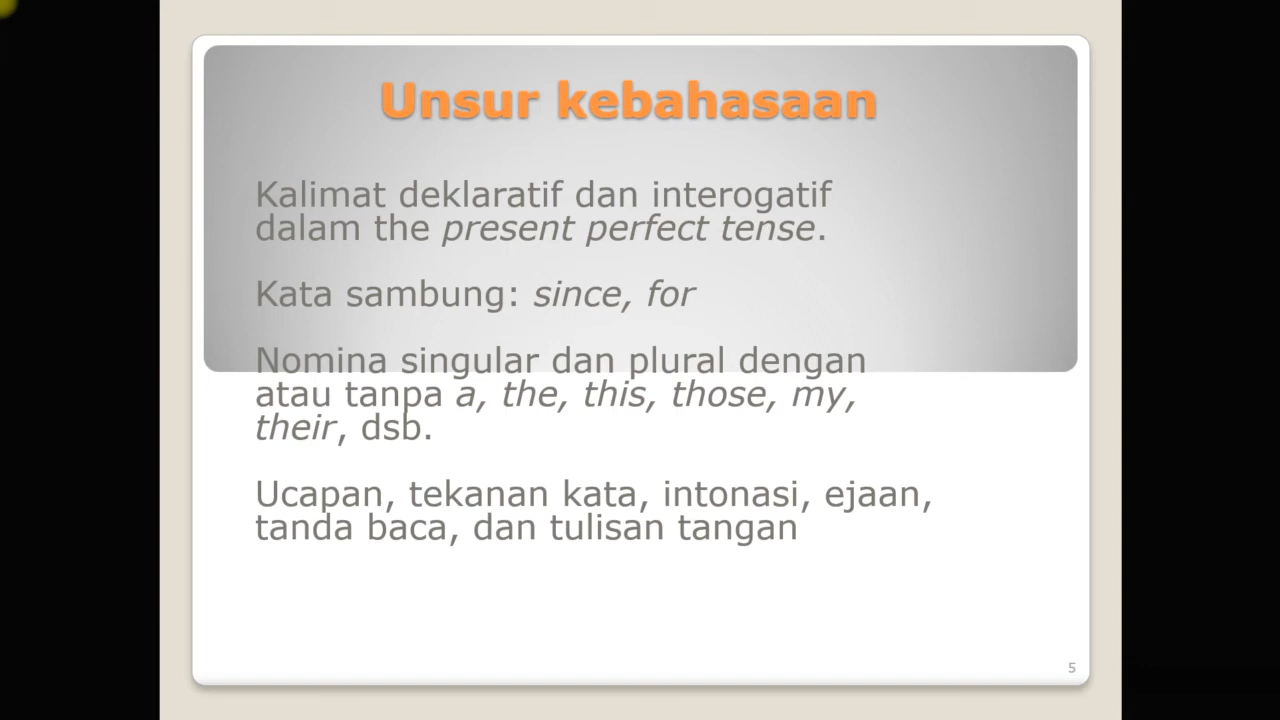 Unsur kebahasaan
Kalimat deklaratif dan interogatif
dalam the present perfect tense.
Kata sambung: since, for
Nomina singular dan plural dengan
atau tanpa a, the, this, those, my,
their, dsb.
Ucapan, tekanan kata, intonasi, ejaan,
tanda baca, dan tulisan tangan
5